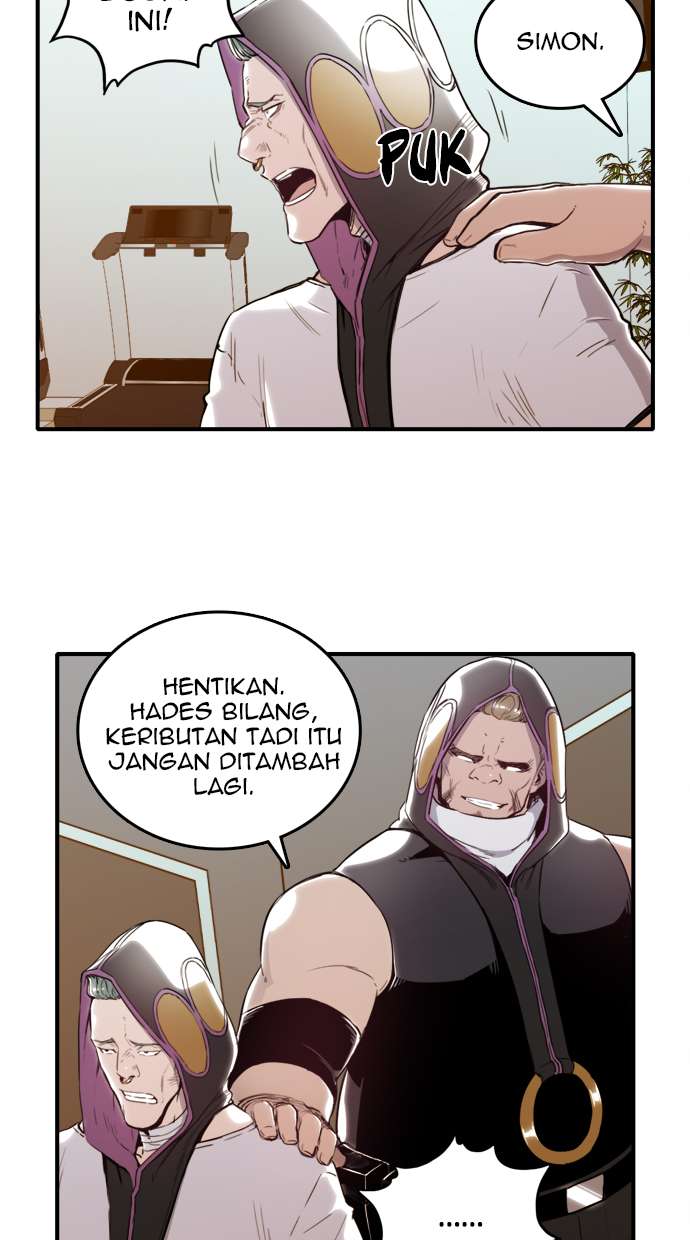 INI!
SIMON.
PUK
HENTIKAN.
HADES BILANG,
KERIBUTAN TADI ITU
JANGAN DITAMBAH
LAGI.
......